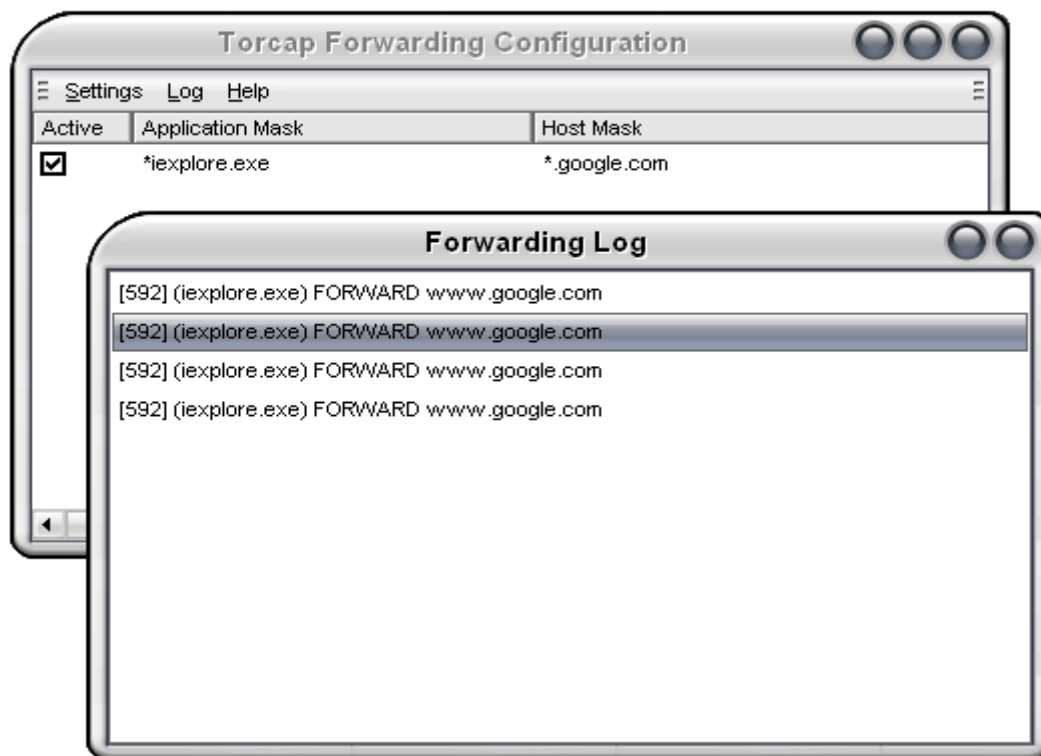 Torcap Forwarding Configuration
Settings Log Help
Active Application Mask Host Mask
*iexplore.exe *.google.com
Forwarding Log
[592] (iexplore.exe) FORWARD www.google.com
[592] (iexplore.exe) FORWARD www.google.com
[592] (iexplore.exe) FORWARD www.google.com
[592] (iexplore.exe) FORWARD www.google.com